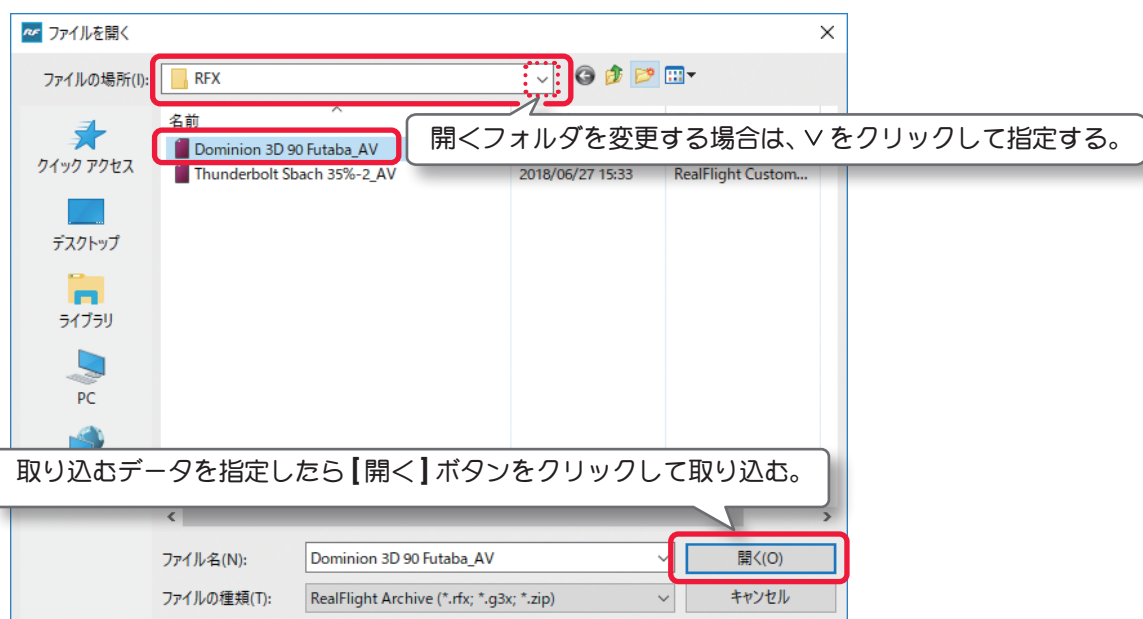 RF ファイルを開く
ファイルの場所(I): RFX
名前
開くフォルダを変更する場合は、∨をクリックして指定する。
Dominion 3D 90 Futaba_AV
Thunderbolt Sbach 35%-2_AV 2018/06/27 15:33 RealFlight Custom...
クイック アクセス
デスクトップ
ライブラリ
PC
取り込むデータを指定したら【開く】ボタンをクリックして取り込む。
ファイル名(N): Dominion 3D 90 Futaba_AV 開く(O)
ファイルの種類(T): RealFlight Archive (*.rfx; *.g3x; *.zip) キャンセル